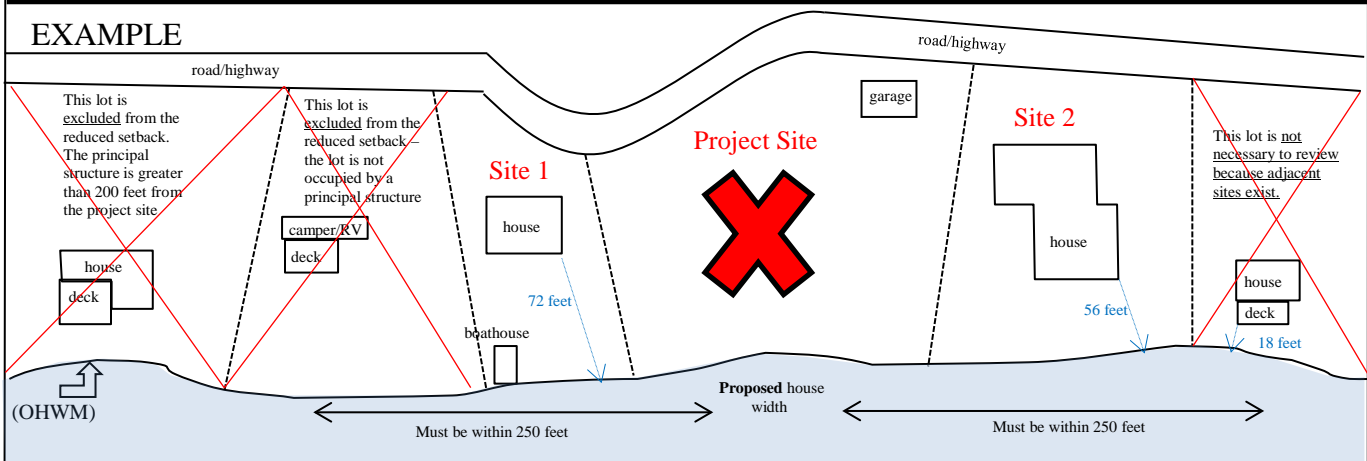 EXAMPLE
road/highway
road/highway
This lot is
excluded from the
reduced setback.
The principal
structure is greater
than 200 feet from
the project site
This lot is
excluded from the
reduced setback –
the lot is not
occupied by a
principal structure
Site 1
Project Site
garage
Site 2
This lot is not
necessary to review
because adjacent
sites exist.
house
deck
camper/RV
deck
house
72 feet
boathouse
house
56 feet
house
deck
18 feet
(OHWM)
Proposed house
width
Must be within 250 feet
Must be within 250 feet